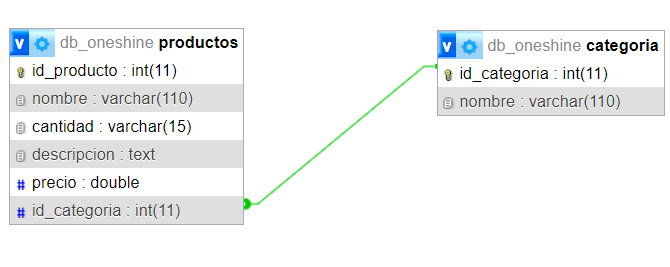 v db_oneshine productos
id_producto : int(11)
nombre : varchar(110)
cantidad : varchar(15)
descripcion : text
# precio : double
# id_categoria : int(11)
v db_oneshine categoria
id_categoria : int(11)
nombre : varchar(110)